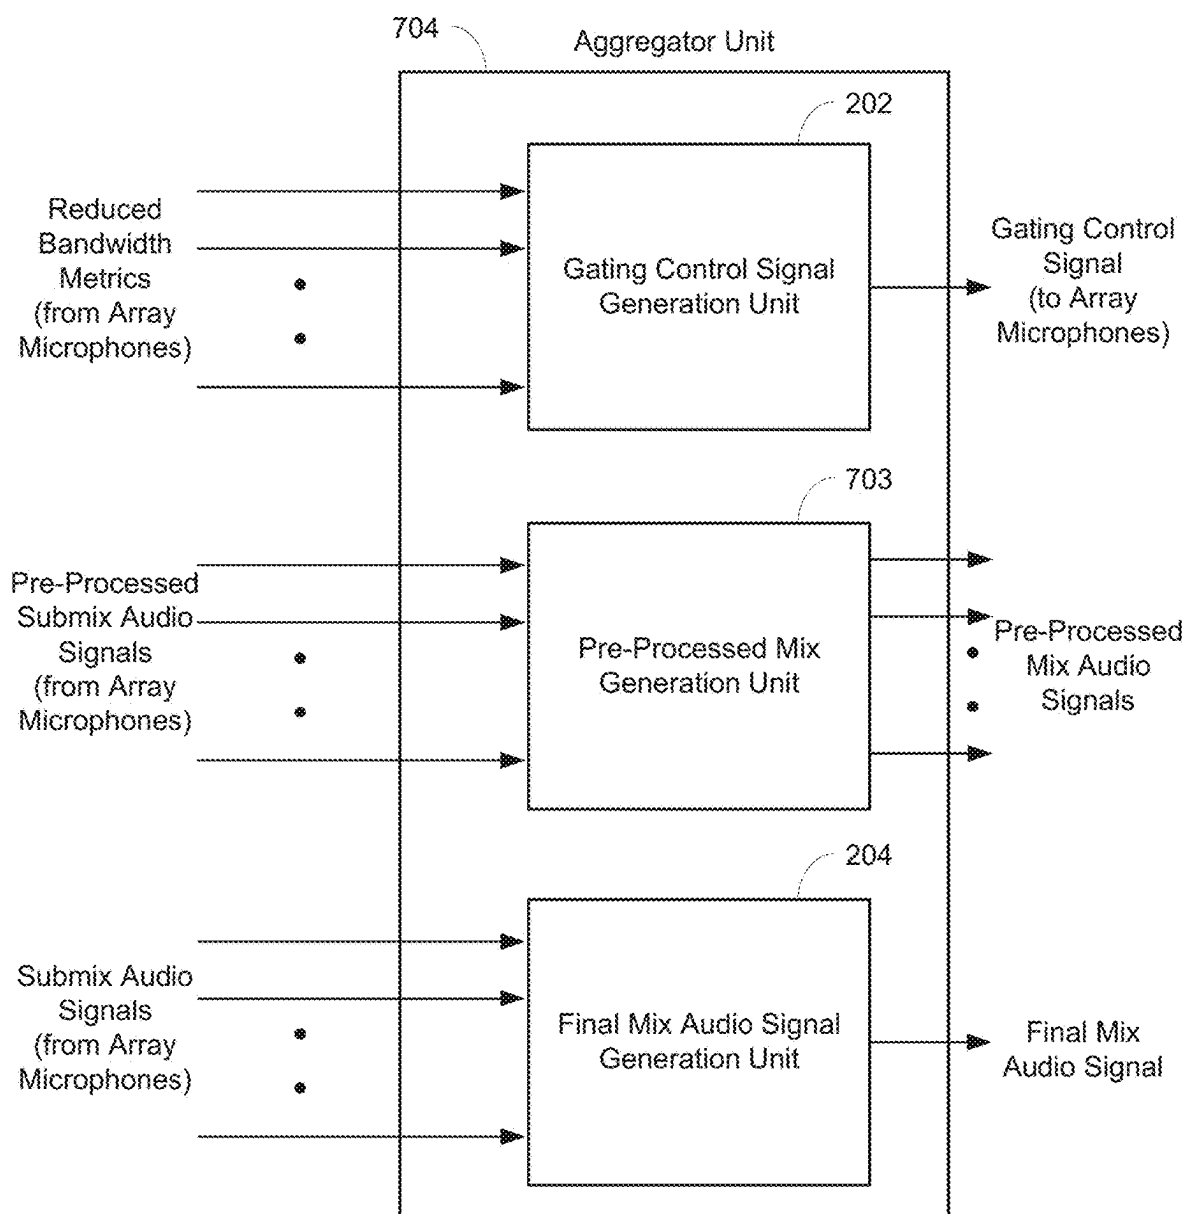 704
Aggregator Unit
202
Reduced
Bandwidth
Metrics
(from Array
Microphones)
Gating Control Signal
Generation Unit
Gating Control
Signal
(to Array
Microphones)
703
Pre-Processed
Submix Audio
Signals
(from Array
Microphones)
Pre-Processed Mix
Generation Unit
Pre-Processed
Mix Audio
Signals
204
Submix Audio
Signals
(from Array
Microphones)
Final Mix Audio Signal
Generation Unit
Final Mix
Audio Signal